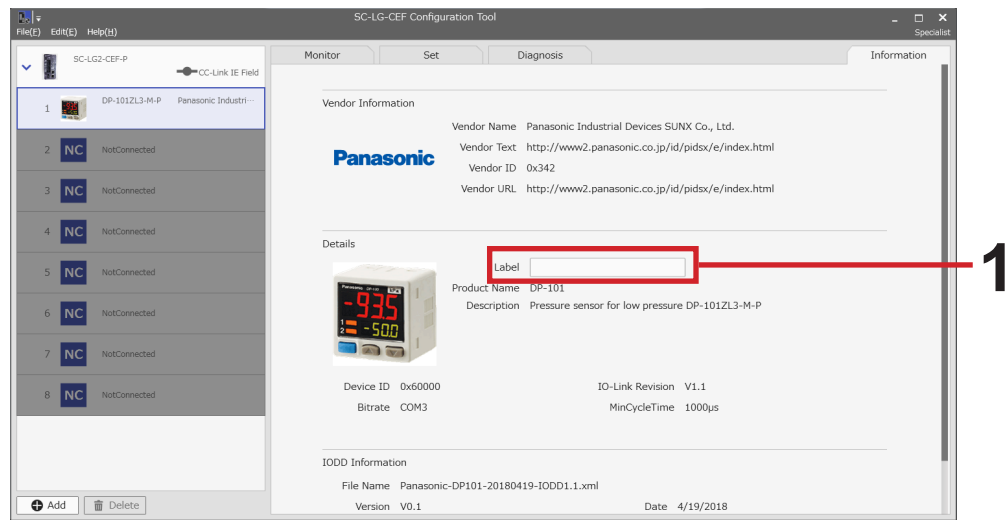 SC-LG-CEF Configuration Tool
File(F) Edit(E) Help(H)
Specialist
SC-LG2-CEF-P
CC-Link IE Field
1 DP-101ZL3-M-P Panasonic Industri···
2 NC NotConnected
3 NC NotConnected
4 NC NotConnected
5 NC NotConnected
6 NC NotConnected
7 NC NotConnected
8 NC NotConnected
Add Delete
Monitor Set Diagnosis Information
Vendor Information
Panasonic
Vendor Name Panasonic Industrial Devices SUNX Co., Ltd.
Vendor Text http://www2.panasonic.co.jp/id/pidsx/e/index.html
Vendor ID 0x342
Vendor URL http://www2.panasonic.co.jp/id/pidsx/e/index.html
Details
Label
1
Product Name DP-101
Description Pressure sensor for low pressure DP-101ZL3-M-P
Panasonic DP-101
-93.5
1
2 -50.0
Device ID 0x60000 IO-Link Revision V1.1
Bitrate COM3 MinCycleTime 1000μs
IODD Information
File Name Panasonic-DP101-20180419-IODD1.1.xml
Version V0.1 Date 4/19/2018